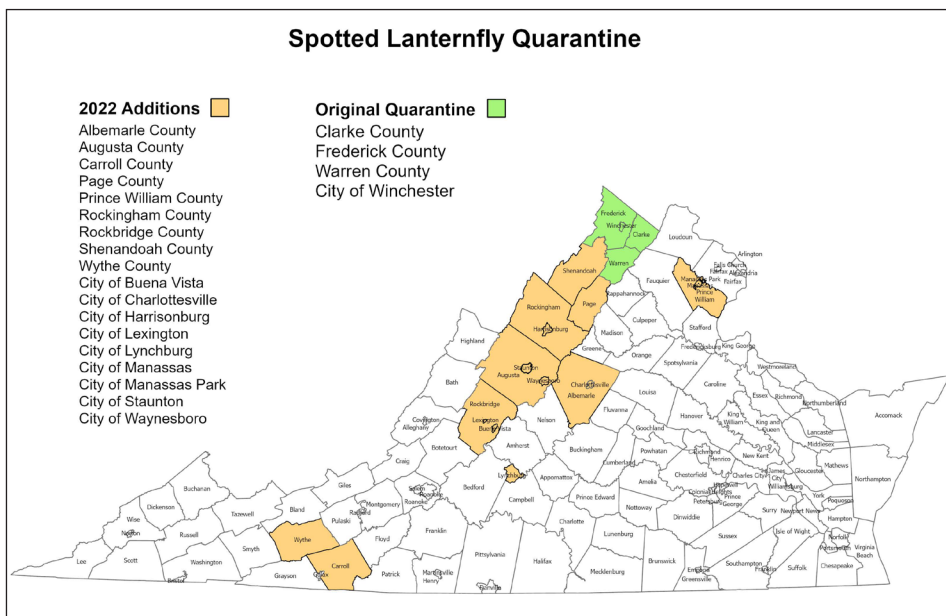 Spotted Lanternfly Quarantine
2022 Additions
Albemarle County
Augusta County
Carroll County
Page County
Prince William County
Rockingham County
Rockbridge County
Shenandoah County
Wythe County
City of Buena Vista
City of Charlottesville
City of Harrisonburg
City of Lexington
City of Lynchburg
City of Manassas
City of Manassas Park
City of Staunton
City of Waynesboro
Original Quarantine
Clarke County
Frederick County
Warren County
City of Winchester
Frederick
Winchester
Clarke
Loudoun
Warren
Arlington
Falls Church
Fairfax
Alexandria
Fairfax
Shenandoah
Fauquier
Manassas Park
Prince
William
Page
Rappahannock
Rockingham
Culpeper
Stafford
Harrisonburg
Madison
Highland
Greene
Orange
Fredericksburg
King George
Spotsylvania
Westmoreland
Staunton
Augusta
Waynesboro
Bath
Charlottesville
Albemarle
Louisa
Caroline
Essex
Richmond
Northumberland
Accomack
Rockbridge
Nelson
Fluvanna
Hanover
King
William
King and
Queen
Lancaster
Middlesex
Covington
Alleghany
Lexington
Buena Vista
Goochland
Botetourt
Amherst
Buckingham
Powhatan
Richmond
Henrico
New Kent
Mathews
Craig
Cumberland
Chesterfield
Charles City
James
City
Gloucester
Northampton
Lynchburg
Appomattox
Amelia
Hopewell
Williamsburg
Buchanan
Giles
Salem
Roanoke
Roanoke
Bedford
Campbell
Prince Edward
Colonial Heights
Petersburg
Prince
George
York
Poquoson
Dickenson
Bland
Montgomery
Radford
Nottoway
Dinwiddie
Surry
Newport News
Hampton
Wise
Norton
Tazewell
Pulaski
Charlotte
Lunenburg
Sussex
Isle of Wight
Norfolk
Portsmouth
Virginia
Beach
Russell
Smyth
Wythe
Floyd
Franklin
Pittsylvania
Halifax
Brunswick
Southampton
Suffolk
Chesapeake
Lee
Scott
Washington
Bristol
Grayson
Galax
Carroll
Patrick
Martinsville
Henry
Danville
Mecklenburg
Emporia
Greensville
Franklin